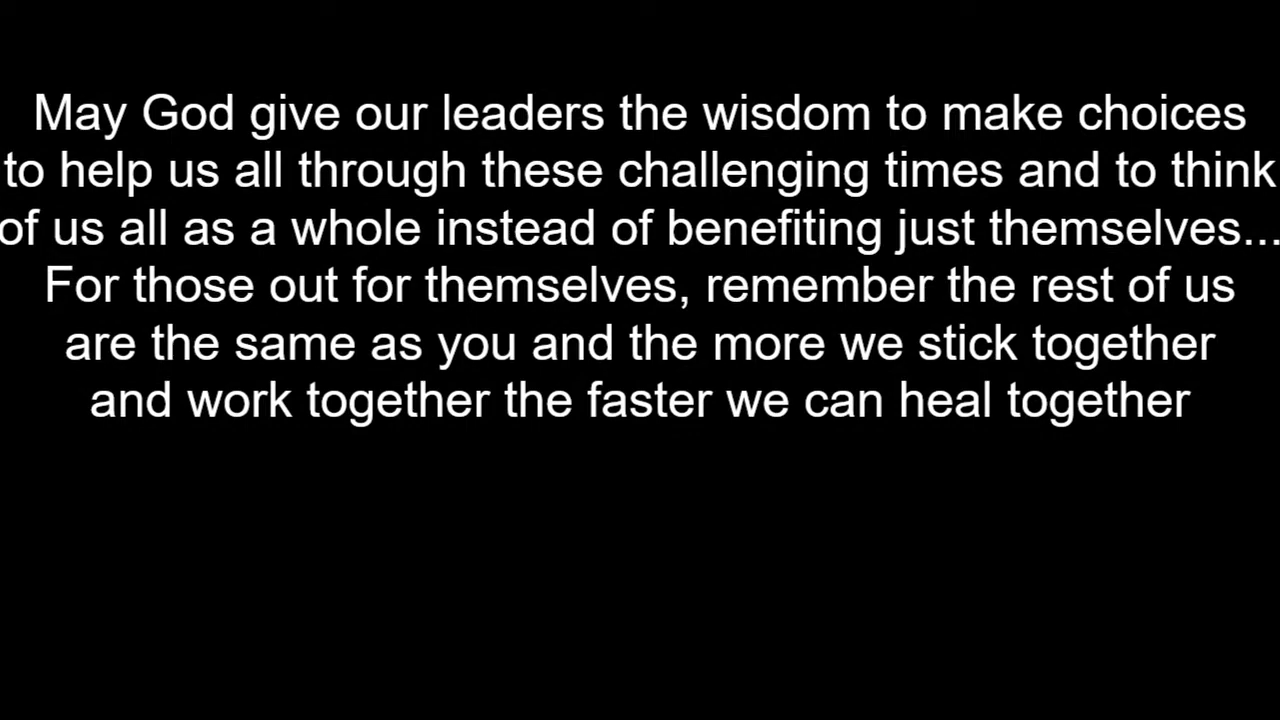 May God give our leaders the wisdom to make choices
to help us all through these challenging times and to think
of us all as a whole instead of benefiting just themselves...
For those out for themselves, remember the rest of us
are the same as you and the more we stick together
and work together the faster we can heal together